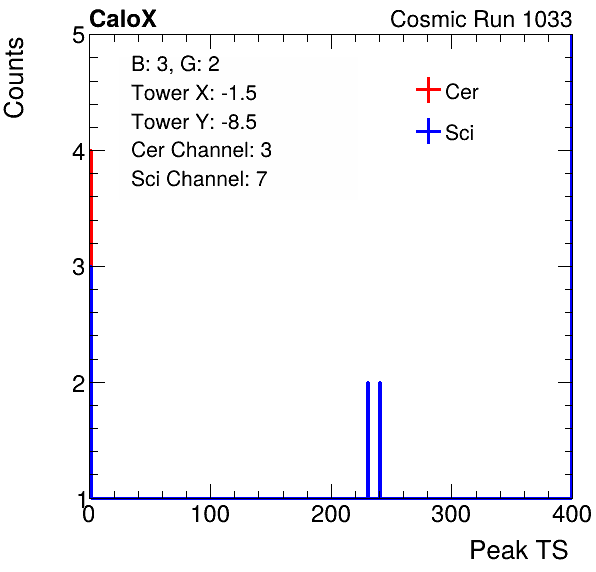 CaloX Cosmic Run 1033
Counts
5
B: 3, G: 2
Tower X: -1.5
Tower Y: -8.5
Cer Channel: 3
Sci Channel: 7
Cer
Sci
4
3
2
1
0 100 200 300 400
Peak TS